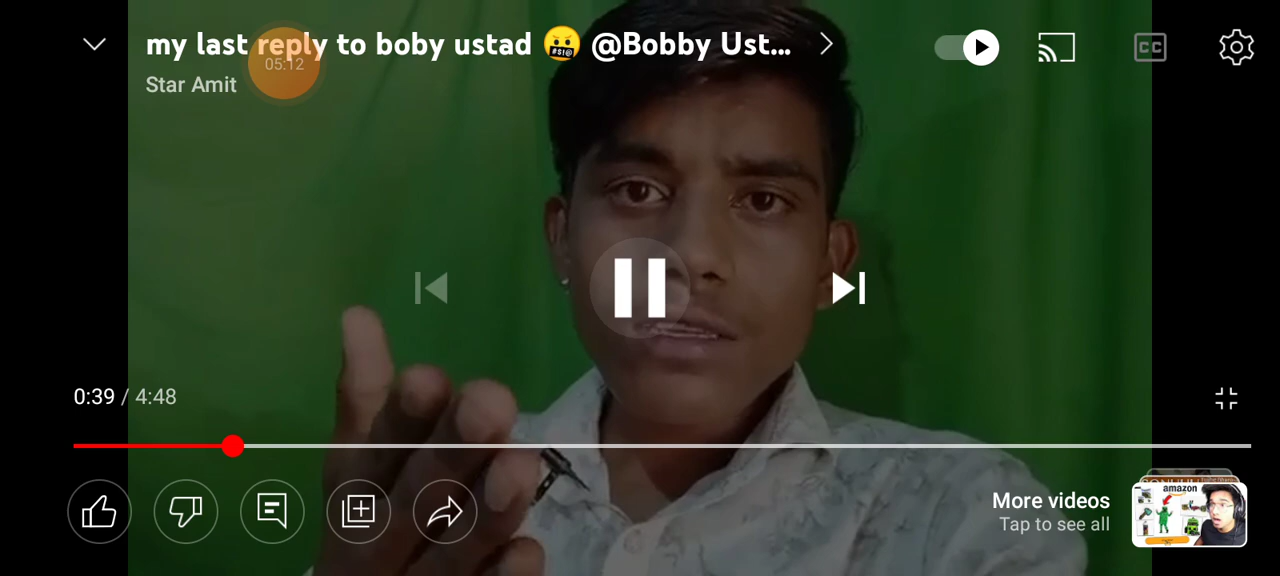 my last reply to boby ustad 🤬 @Bobby Ust...
05:12
Star Amit
CC
0:39 / 4:48
More videos
Tap to see all
amazon